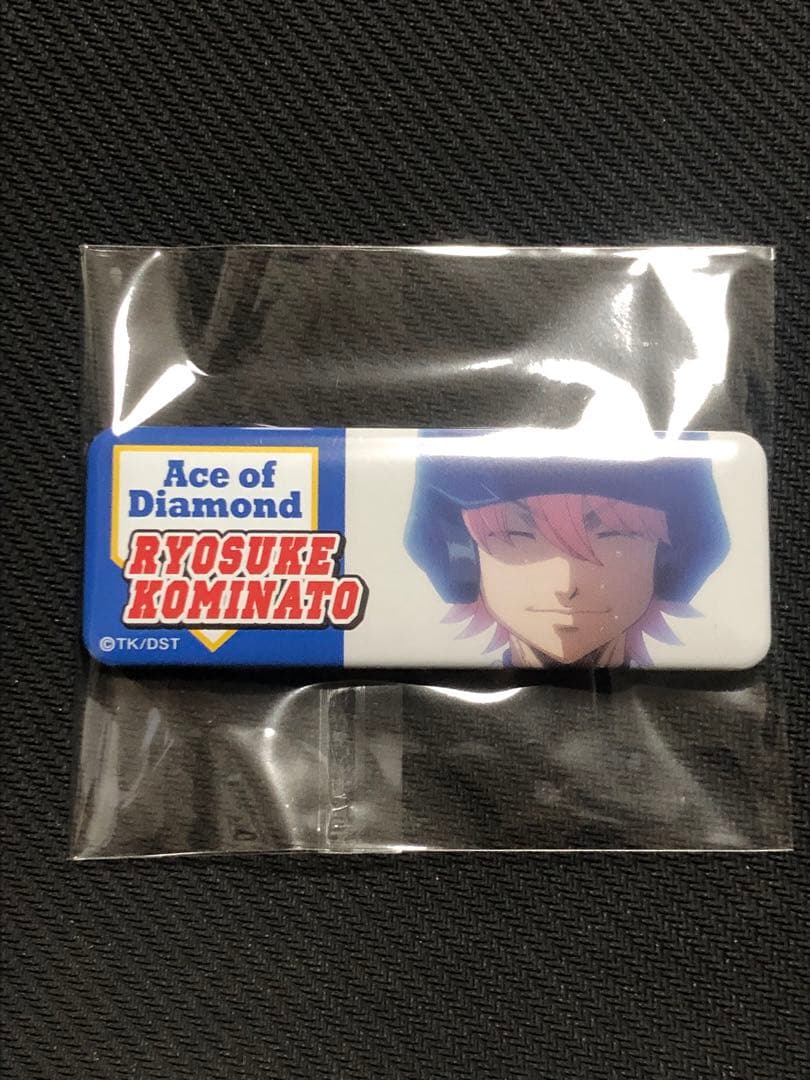 Ace of
Diamond
RYOSUKE
KOMINATO
©TK/DST